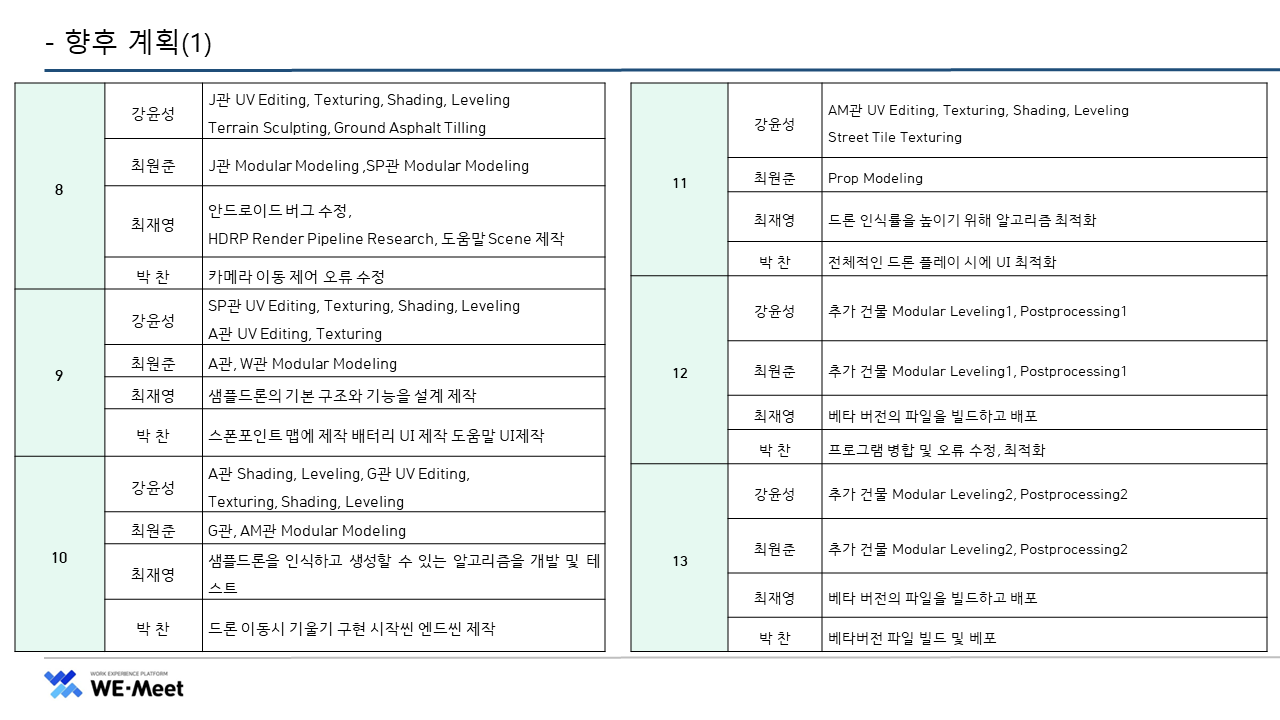 - 향후 계획(1)
8
강윤성
J관 UV Editing, Texturing, Shading, Leveling
Terrain Sculpting, Ground Asphalt Tilling
최원준
J관 Modular Modeling ,SP관 Modular Modeling
최재영
안드로이드 버그 수정,
HDRP Render Pipeline Research, 도움말 Scene 제작
박 찬
카메라 이동 제어 오류 수정
9
강윤성
SP관 UV Editing, Texturing, Shading, Leveling
A관 UV Editing, Texturing
최원준
A관, W관 Modular Modeling
최재영
샘플드론의 기본 구조와 기능을 설계 제작
박 찬
스폰포인트 맵에 제작 배터리 UI 제작 도움말 UI제작
10
강윤성
A관 Shading, Leveling, G관 UV Editing,
Texturing, Shading, Leveling
최원준
G관, AM관 Modular Modeling
최재영
샘플드론을 인식하고 생성할 수 있는 알고리즘을 개발 및 테
스트
박 찬
드론 이동시 기울기 구현 시작씬 엔드씬 제작
11
강윤성
AM관 UV Editing, Texturing, Shading, Leveling
Street Tile Texturing
최원준
Prop Modeling
최재영
드론 인식률을 높이기 위해 알고리즘 최적화
박 찬
전체적인 드론 플레이 시에 UI 최적화
12
강윤성
추가 건물 Modular Leveling1, Postprocessing1
최원준
추가 건물 Modular Leveling1, Postprocessing1
최재영
베타 버전의 파일을 빌드하고 배포
박 찬
프로그램 병합 및 오류 수정, 최적화
13
강윤성
추가 건물 Modular Leveling2, Postprocessing2
최원준
추가 건물 Modular Leveling2, Postprocessing2
최재영
베타 버전의 파일을 빌드하고 배포
박 찬
베타버전 파일 빌드 및 베포
WORK EXPERIENCE PLATFORM
WE-Meet